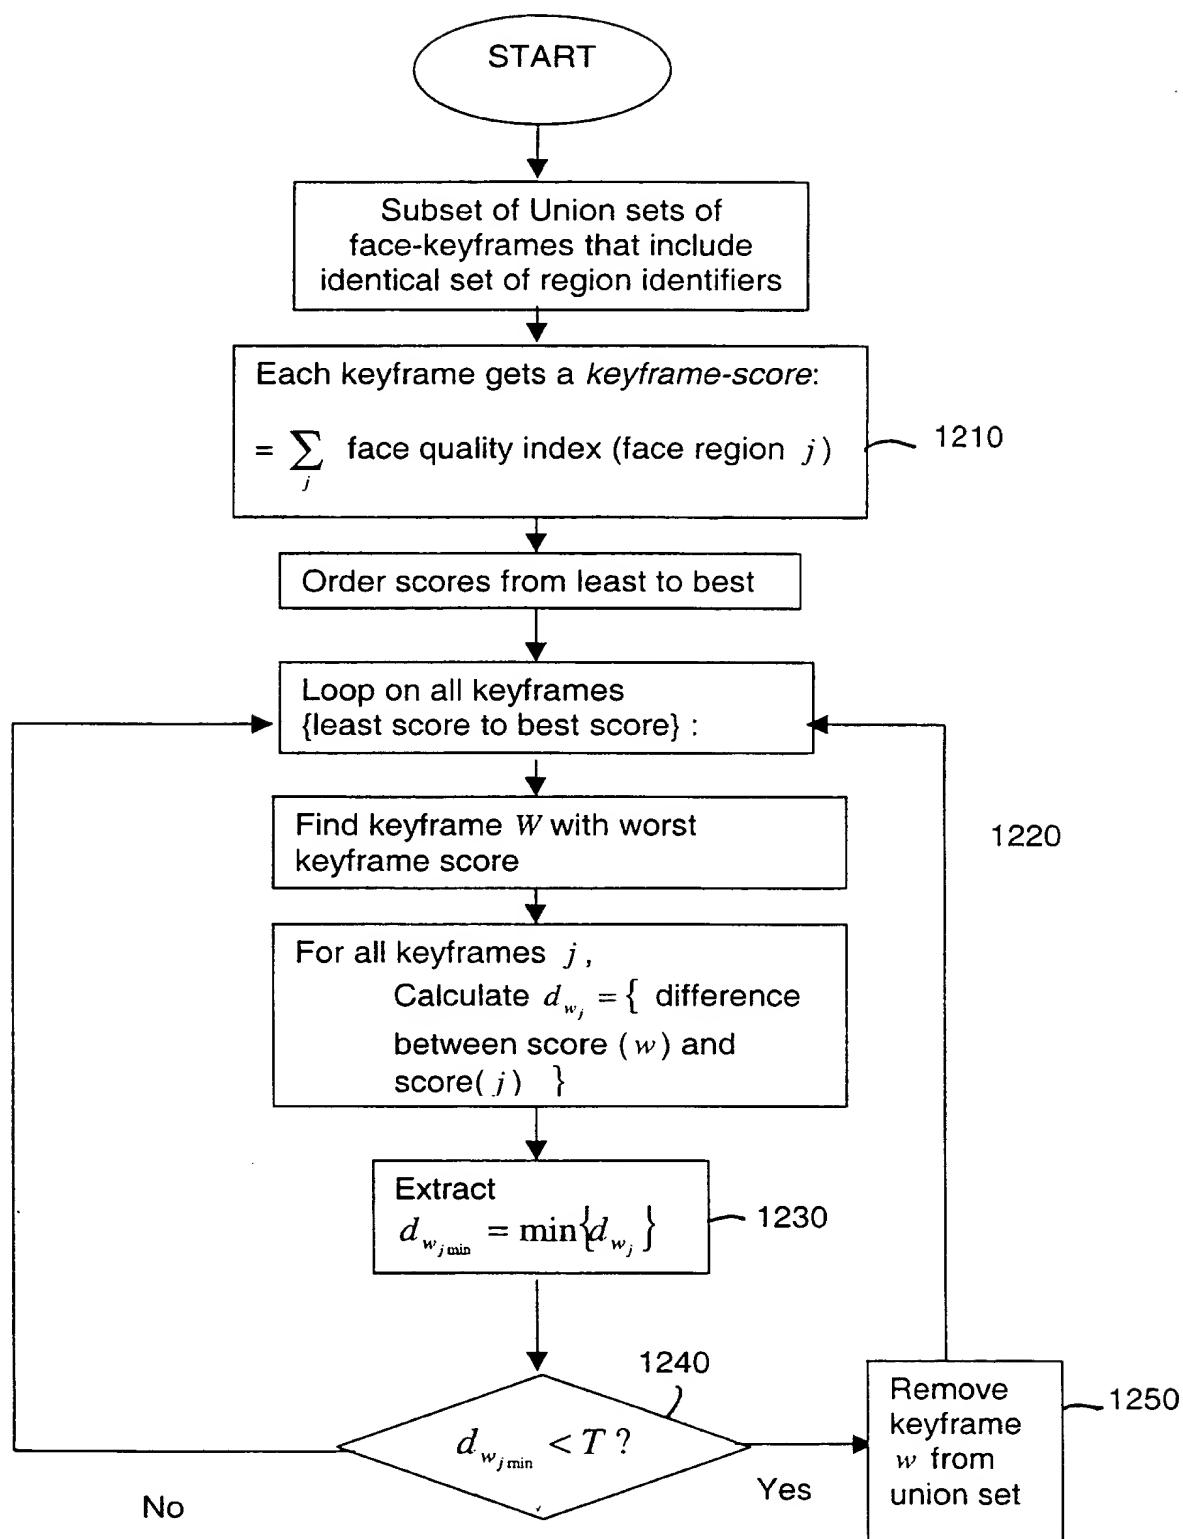 START
Subset of Union sets of
face-keyframes that include
identical set of region identifiers
Each keyframe gets a keyframe-score:
= ∑_j face quality index (face region j)
1210
Order scores from least to best
Loop on all keyframes
{least score to best score} :
Find keyframe W with worst
keyframe score
1220
For all keyframes j ,
Calculate d_{w_j} = { difference
between score (w) and
score( j) }
Extract
d_{w_{j min}} = min{d_{w_j}}
1230
1240
d_{w_{j min}} < T ?
No
Yes
Remove
keyframe
w from
union set
1250